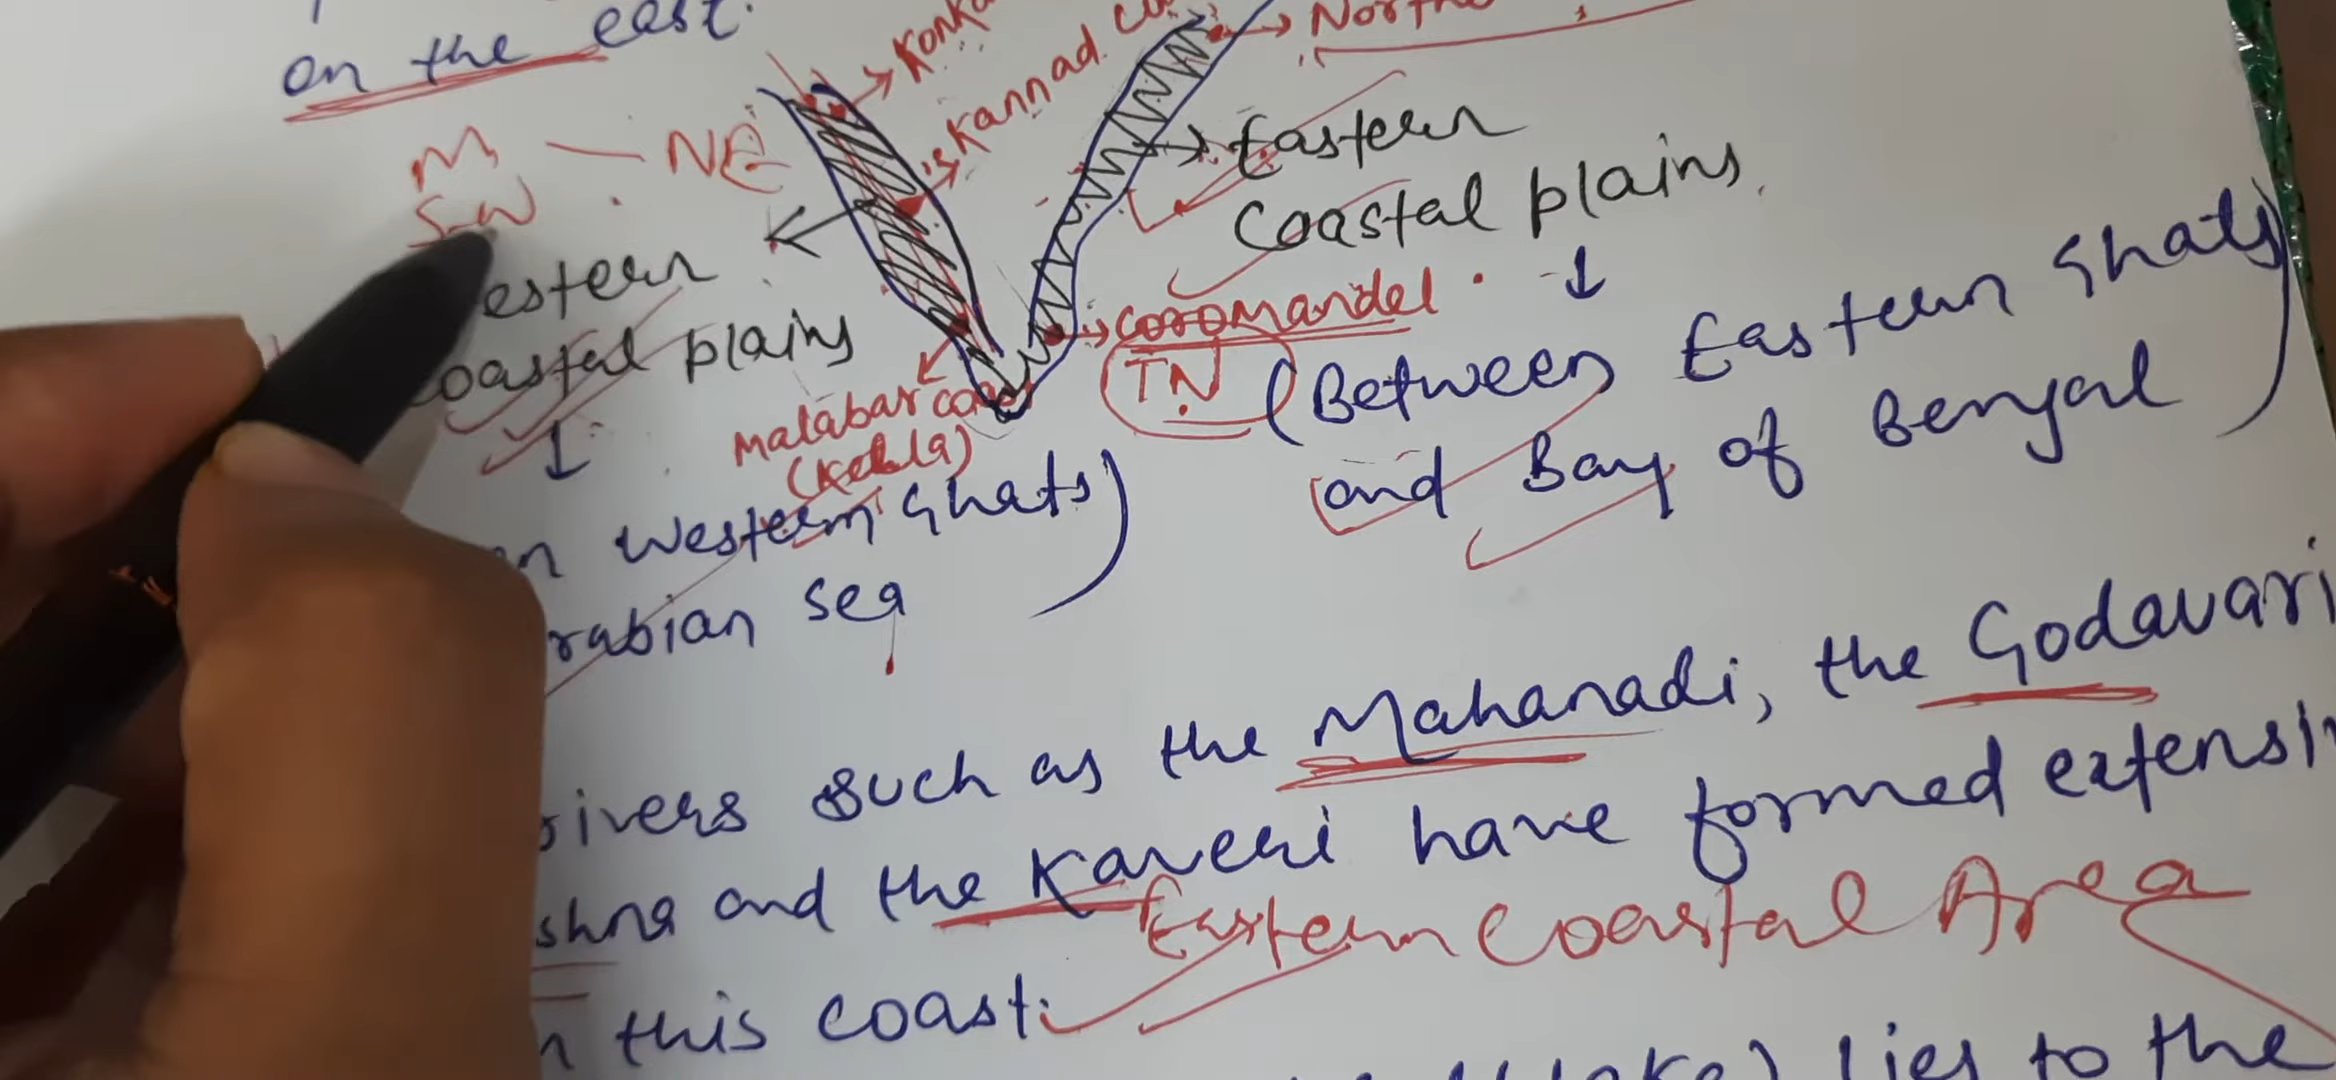 on the east.
Konka
Kannad
North
M — NE
SW
Eastern
Coastal plains
estern
oastal plains
Coromandel
TN
Malabar coas
(Kerla)
(Between Eastern Ghats
and Bay of Bengal)
n Western Ghats)
rabian Sea
rivers such as the Mahanadi, the Godavari
shna and the Kaveri have formed extensi
Eastern Coastal Area
n this coast.
lies to the